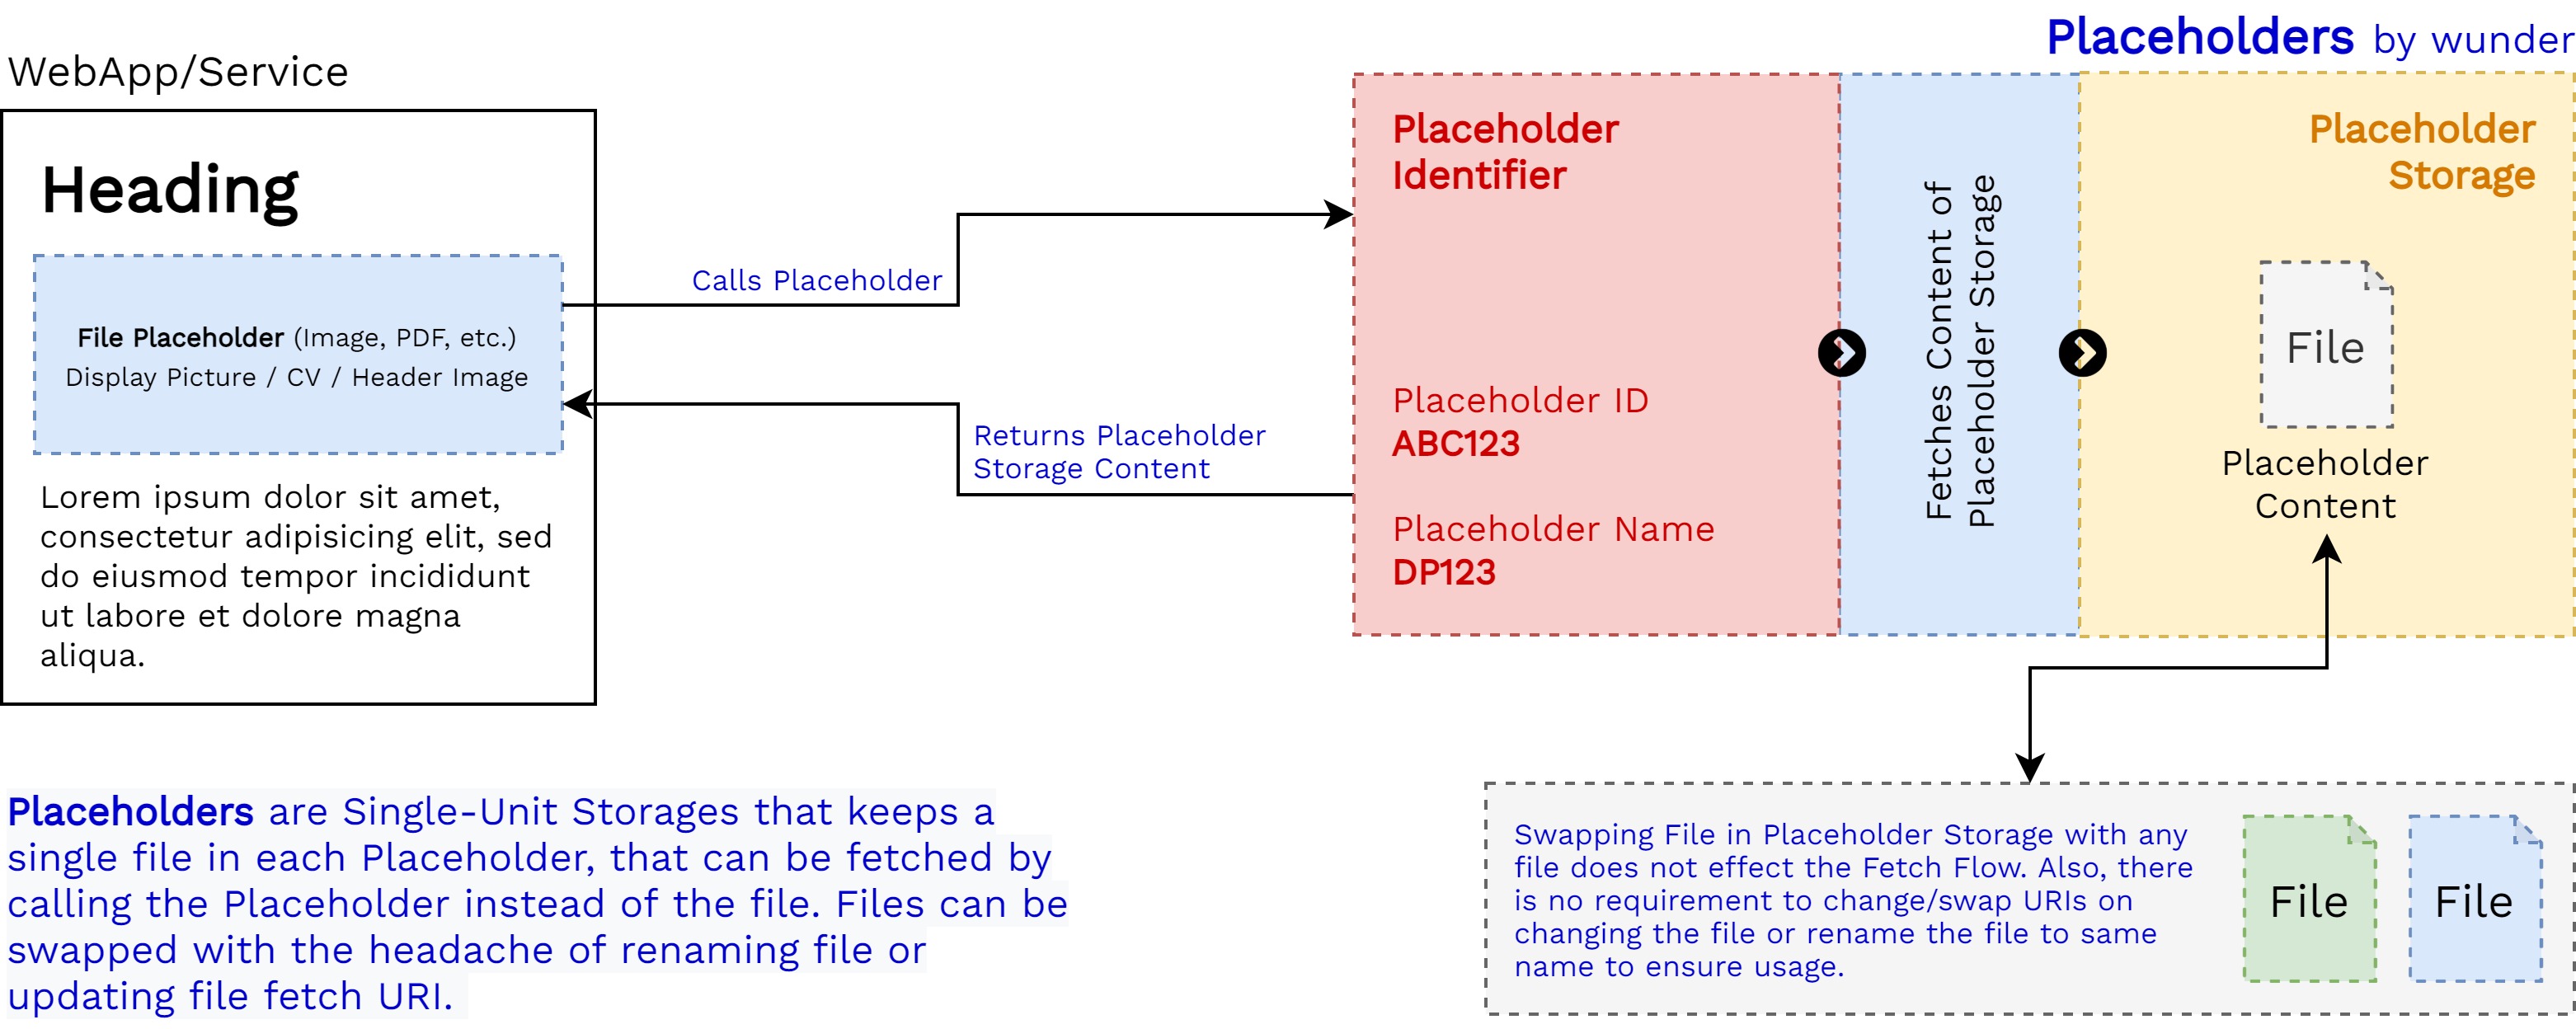 Placeholders by wunder
WebApp/Service
Heading
File Placeholder (Image, PDF, etc.)
Display Picture / CV / Header Image
Lorem ipsum dolor sit amet,
consectetur adipisicing elit, sed
do eiusmod tempor incididunt
ut labore et dolore magna
aliqua.
Calls Placeholder
Returns Placeholder
Storage Content
Placeholder
Identifier
Placeholder ID
ABC123
Placeholder Name
DP123
Fetches Content of
Placeholder Storage
Placeholder
Storage
File
Placeholder
Content
Placeholders are Single-Unit Storages that keeps a
single file in each Placeholder, that can be fetched by
calling the Placeholder instead of the file. Files can be
swapped with the headache of renaming file or
updating file fetch URI.
Swapping File in Placeholder Storage with any
file does not effect the Fetch Flow. Also, there
is no requirement to change/swap URIs on
changing the file or rename the file to same
name to ensure usage.
File
File